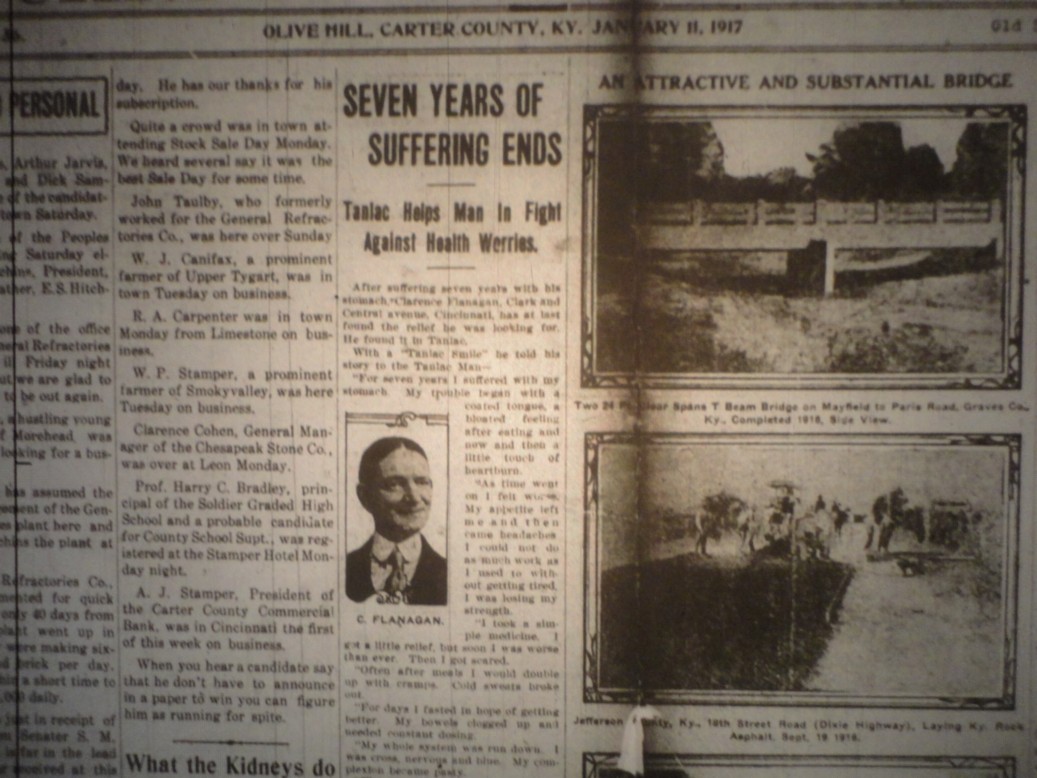 OLIVE HILL, CARTER COUNTY, KY. JANUARY 11, 1917
PERSONAL
Arthur Jarvis,
and Dick Sam-
of the candidat-
town Saturday.
of the Peoples
Saturday el-
President,
E.S. Hitch-
of the office
Refractories
Friday night
we are glad to
to be out again.
a hustling young
Morehead was
looking for a bus-
has assumed the
of the Gen-
plant here and
the plant at
Refractories Co.,
for quick
only 40 days from
went up in
were making six-
brick per day.
a short time to
daily.
just in receipt of
Senator S. M.
is far in the lead
received at this
day. He has our thanks for his
subscription.
Quite a crowd was in town at-
tending Stock Sale Day Monday.
We heard several say it was the
best Sale Day for some time.
John Taulby, who formerly
worked for the General Refrac-
tories Co., was here over Sunday
W. J. Canifax, a prominent
farmer of Upper Tygart, was in
town Tuesday on business.
R. A. Carpenter was in town
Monday from Limestone on bus-
iness.
W. P. Stamper, a prominent
farmer of Smokyvalley, was here
Tuesday on business.
Clarence Cohen, General Man-
ager of the Chesapeak Stone Co.,
was over at Leon Monday.
Prof. Harry C. Bradley, prin-
cipal of the Soldier Graded High
School and a probable candidate
for County School Supt., was reg-
istered at the Stamper Hotel Mon-
day night.
A. J. Stamper, President of
the Carter County Commercial
Bank, was in Cincinnati the first
of this week on business.
When you hear a candidate say
that he don't have to announce
in a paper to win you can figure
him as running for spite.
What the Kidneys do
SEVEN YEARS OF
SUFFERING ENDS
Tanlac Helps Man In Fight
Against Health Worries.
After suffering seven years with his
stomach, Clarence Flanagan, Clark and
Central avenue, Cincinnati, has at last
found the relief he was looking for.
He found it in Tanlac.
With a "Tanlac Smile" he told his
story to the Tanlac Man—
"For seven years I suffered with my
stomach. My trouble began with a
coated tongue, a
bloated feeling
after eating and
now and then a
little touch of
heartburn.
"As time went
on I felt worse.
My appetite left
me and then
came headaches
I could not do
as much work as
I used to with-
out getting tired.
I was losing my
strength.
"I took a sim-
ple medicine. I
C. FLANAGAN.
got a little relief, but soon I was worse
than ever. Then I got scared.
"Often after meals I would double
up with cramps. Cold sweats broke
out.
"For days I fasted in hope of getting
better. My bowels clogged up and
needed constant dosing.
"My whole system was run down. I
was cross, nervous and blue. My com-
plexion became pasty.
AN ATTRACTIVE AND SUBSTANTIAL BRIDGE
Two 24 Spans T Beam Bridge on Mayfield to Paris Road, Graves Co.,
Ky., Completed 1916, Side View.
Jefferson County, Ky., 18th Street Road (Dixie Highway), Laying Ky. Rock
Asphalt, Sept. 1916.